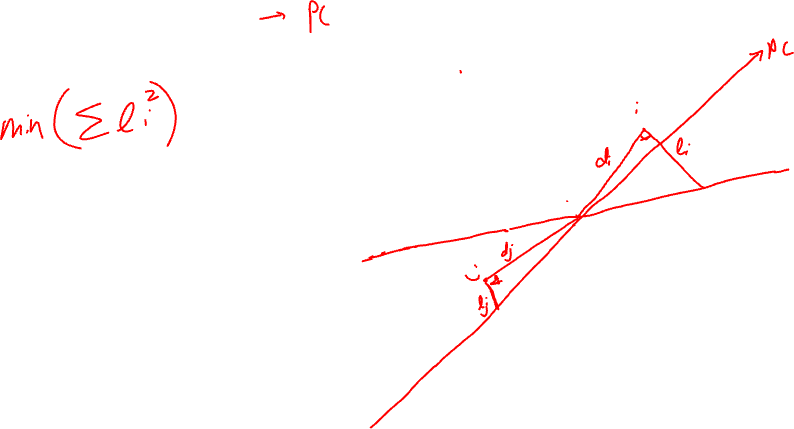 → PC
min(Σ lᵢ²)
PC
i
dᵢ
lᵢ
dj
j
lj